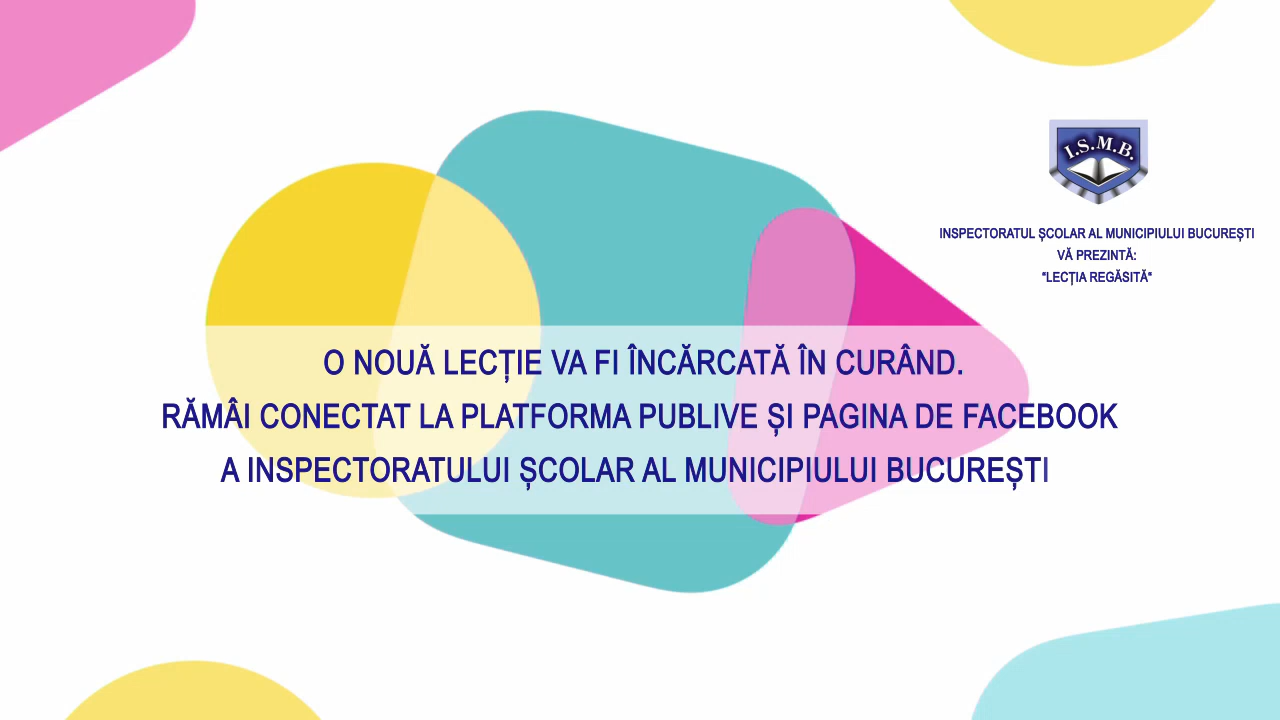 I.S.M.B.
INSPECTORATUL ȘCOLAR AL MUNICIPIULUI BUCUREȘTI
VĂ PREZINTĂ:
"LECȚIA REGĂSITĂ"
O NOUĂ LECȚIE VA FI ÎNCĂRCATĂ ÎN CURÂND.
RĂMÂI CONECTAT LA PLATFORMA PUBLIVE ȘI PAGINA DE FACEBOOK
A INSPECTORATULUI ȘCOLAR AL MUNICIPIULUI BUCUREȘTI